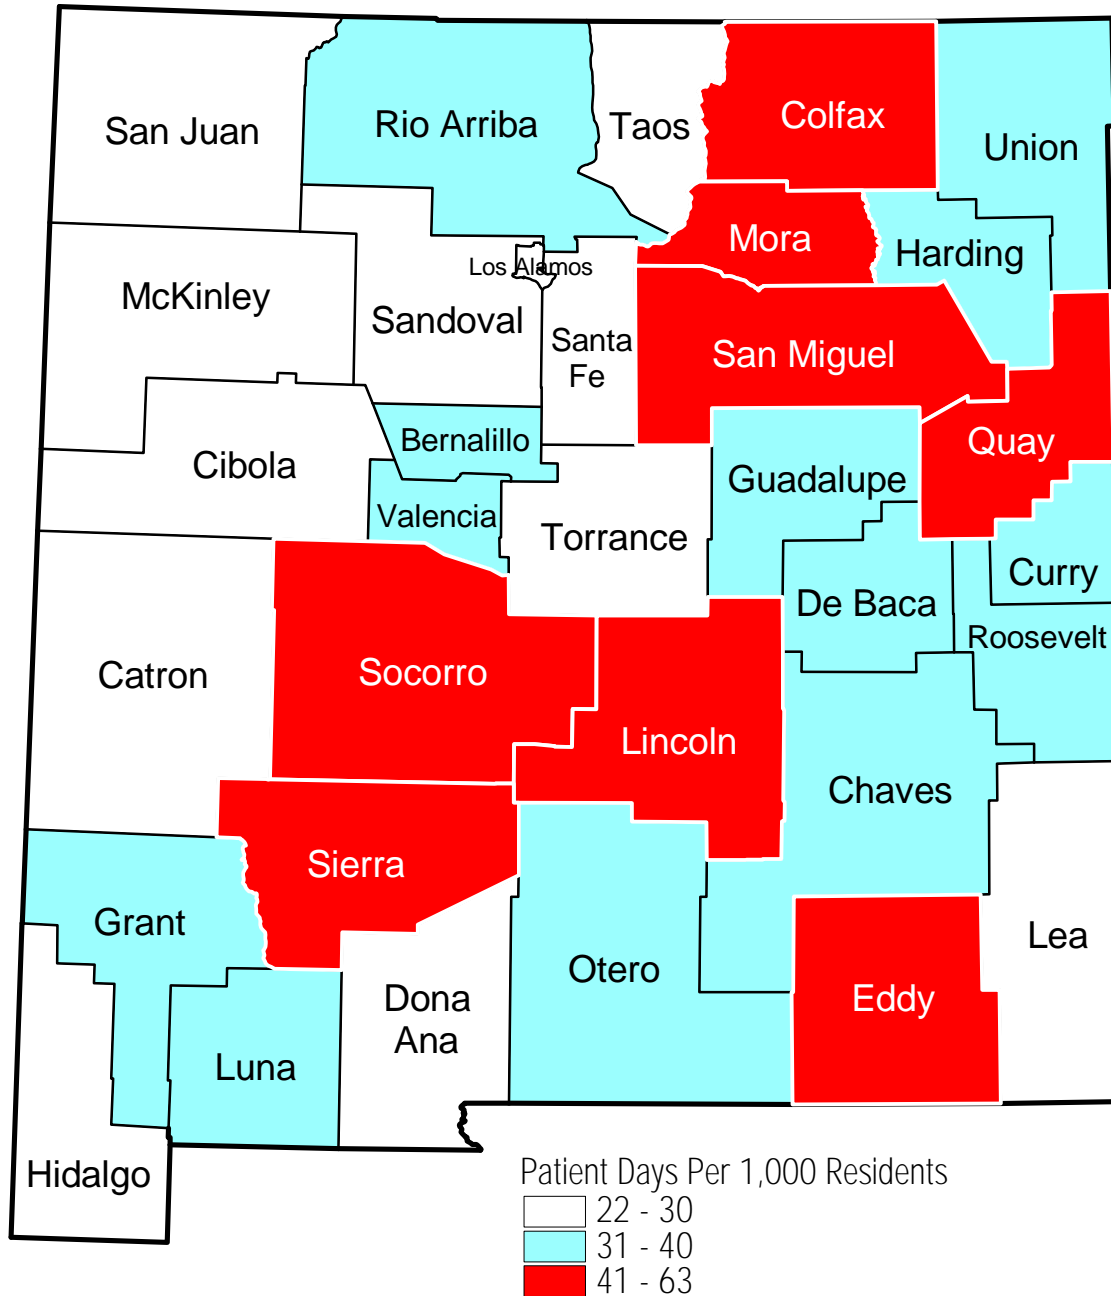 San Juan
Rio Arriba
Taos
Colfax
Union
Mora
Harding
Los Alamos
McKinley
Sandoval
Santa
Fe
San Miguel
Bernalillo
Quay
Cibola
Guadalupe
Valencia
Torrance
Curry
De Baca
Roosevelt
Catron
Socorro
Lincoln
Chaves
Sierra
Grant
Lea
Otero
Dona
Ana
Eddy
Luna
Hidalgo
Patient Days Per 1,000 Residents
22 - 30
31 - 40
41 - 63